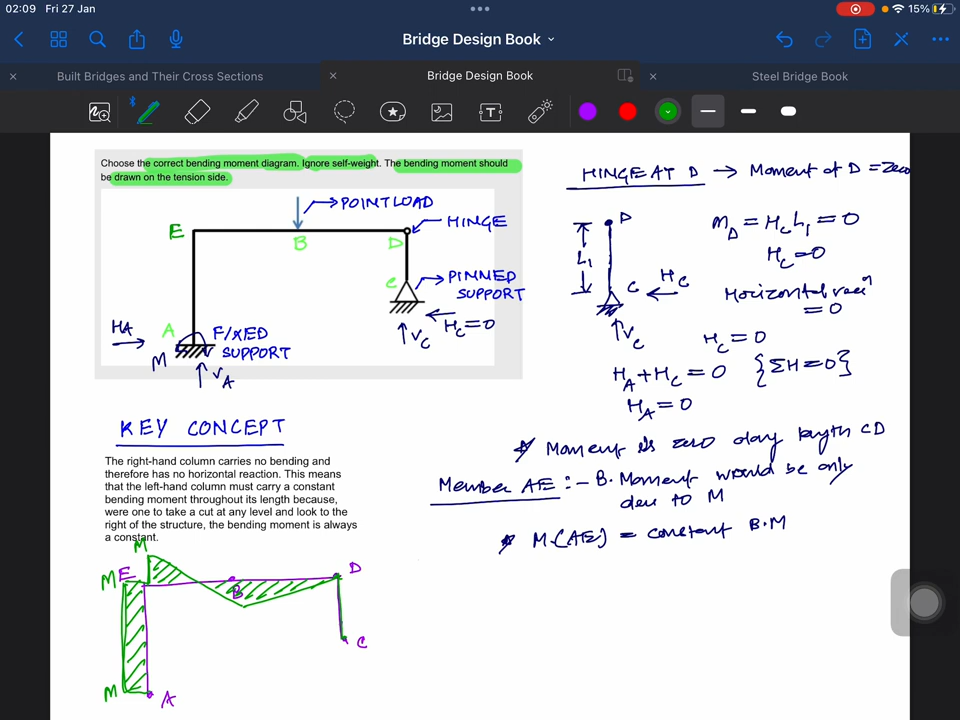 02:09 Fri 27 Jan
15%
Bridge Design Book
Built Bridges and Their Cross Sections
Bridge Design Book
Steel Bridge Book
Choose the correct bending moment diagram. Ignore self-weight. The bending moment should
be drawn on the tension side.
E
POINT LOAD
B
HINGE
D
C
PINNED
SUPPORT
HC=0
VC
HA
A
FIXED
SUPPORT
M
VA
HINGE AT D → Moment at D = zero
D
L1
C
HC
VC
MD = HC L1 = 0
HC=0
Horizontal reacn
= 0
HC = 0
HA + HC = 0 {ΣH=0}
HA = 0
Moment is zero along length CD
Member AE :- B.Moment would be only
due to M
M(AE) = constant B.M
KEY CONCEPT
The right-hand column carries no bending and
therefore has no horizontal reaction. This means
that the left-hand column must carry a constant
bending moment throughout its length because,
were one to take a cut at any level and look to the
right of the structure, the bending moment is always
a constant.
M
M E
B
D
C
M
A